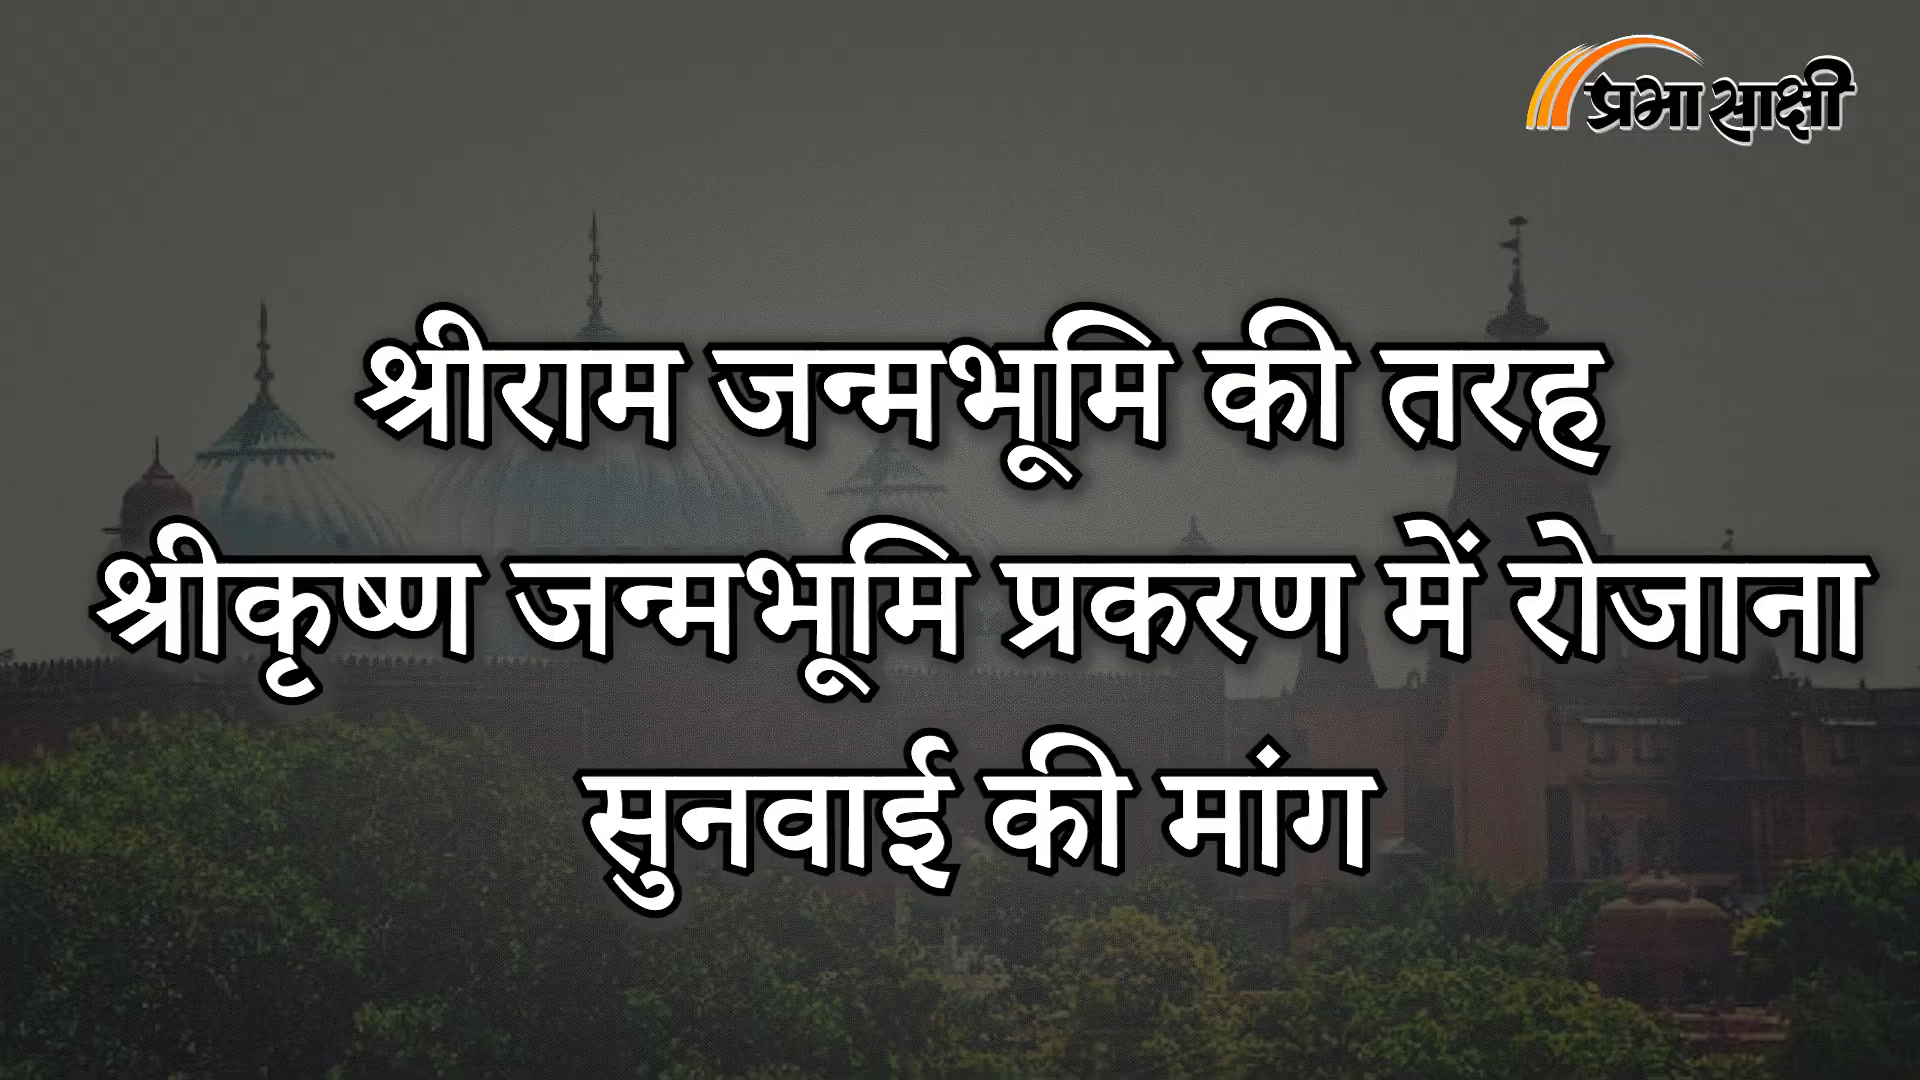 प्रभा साक्षी
श्रीराम जन्मभूमि की तरह
श्रीकृष्ण जन्मभूमि प्रकरण में रोजाना
सुनवाई की मांग